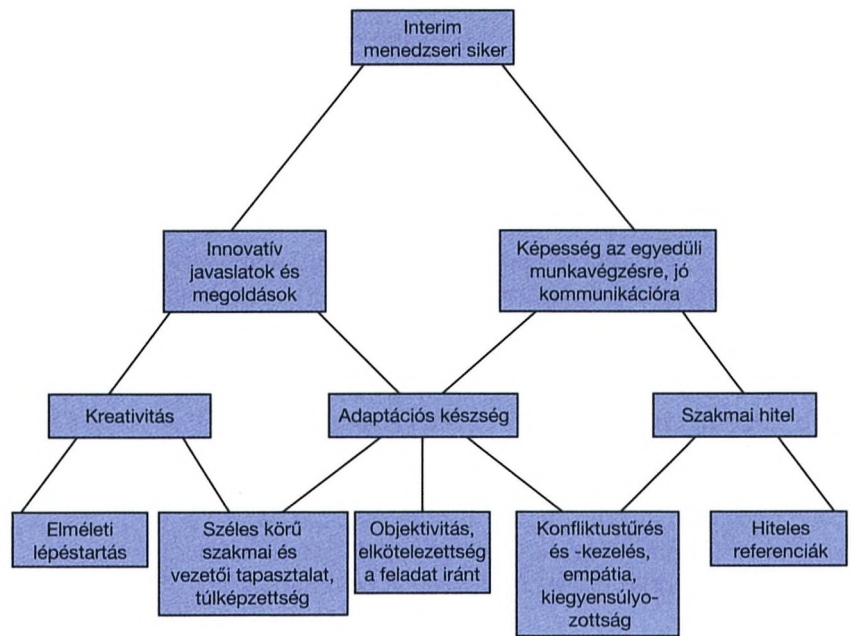 Interim
menedzseri siker
Innovatív
javaslatok és
megoldások
Képesség az egyedüli
munkavégzésre, jó
kommunikációra
Kreativitás
Adaptációs készség
Szakmai hitel
Elméleti
lépéstartás
Széles körű
szakmai és
vezetői tapasztalat,
túlképzettség
Objektivitás,
elkötelezettség
a feladat iránt
Konfliktustűrés
és -kezelés,
empátia,
kiegyensúlyo-
zottság
Hiteles
referenciák